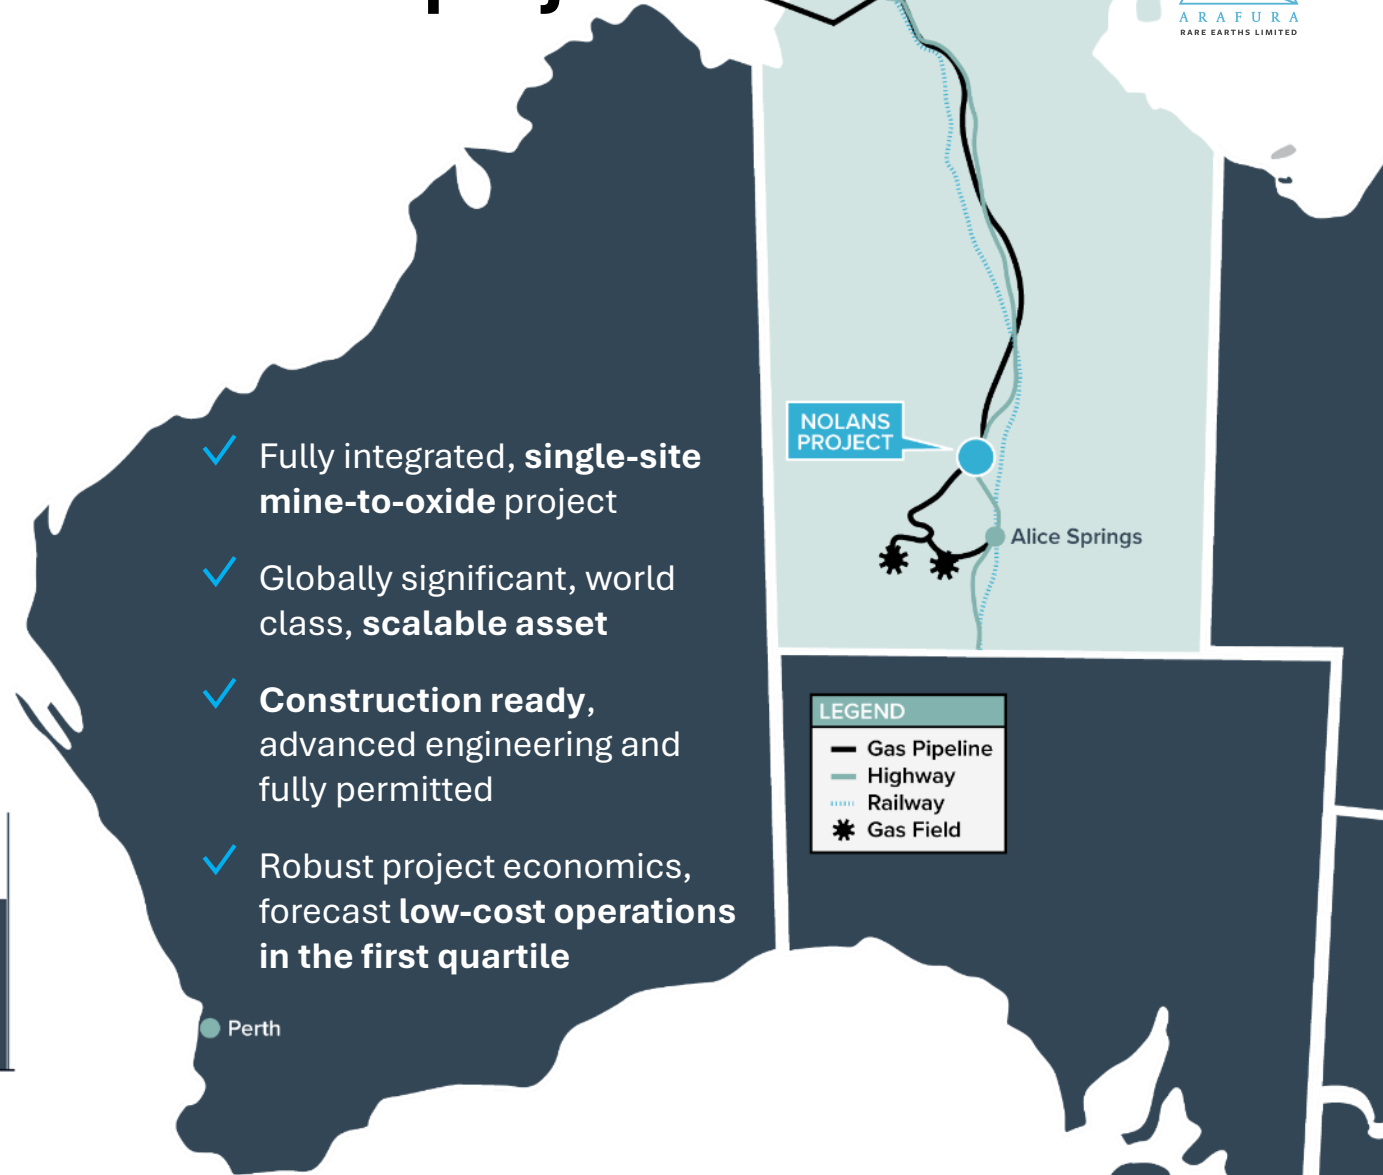 ARAFURA
RARE EARTHS LIMITED
NOLANS
PROJECT
Alice Springs
Fully integrated, single-site
mine-to-oxide project
Globally significant, world
class, scalable asset
Construction ready,
advanced engineering and
fully permitted
Robust project economics,
forecast low-cost operations
in the first quartile
LEGEND
Gas Pipeline
Highway
Railway
Gas Field
Perth